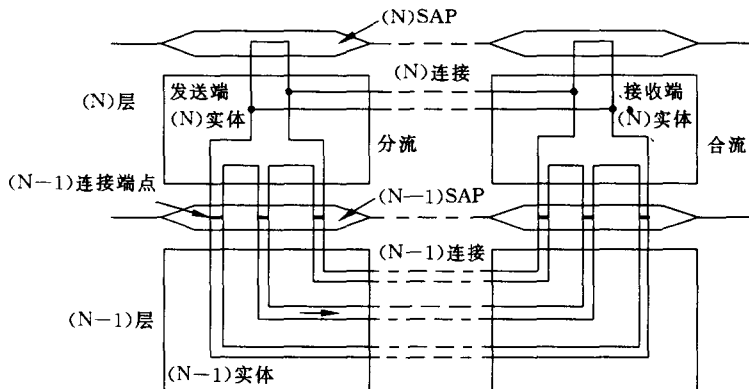 (N)SAP
(N)连接
(N)层
发送端
(N)实体
接收端
(N)实体
分流
合流
(N−1)连接端点
(N−1)SAP
(N−1)连接
(N−1)层
(N−1)实体